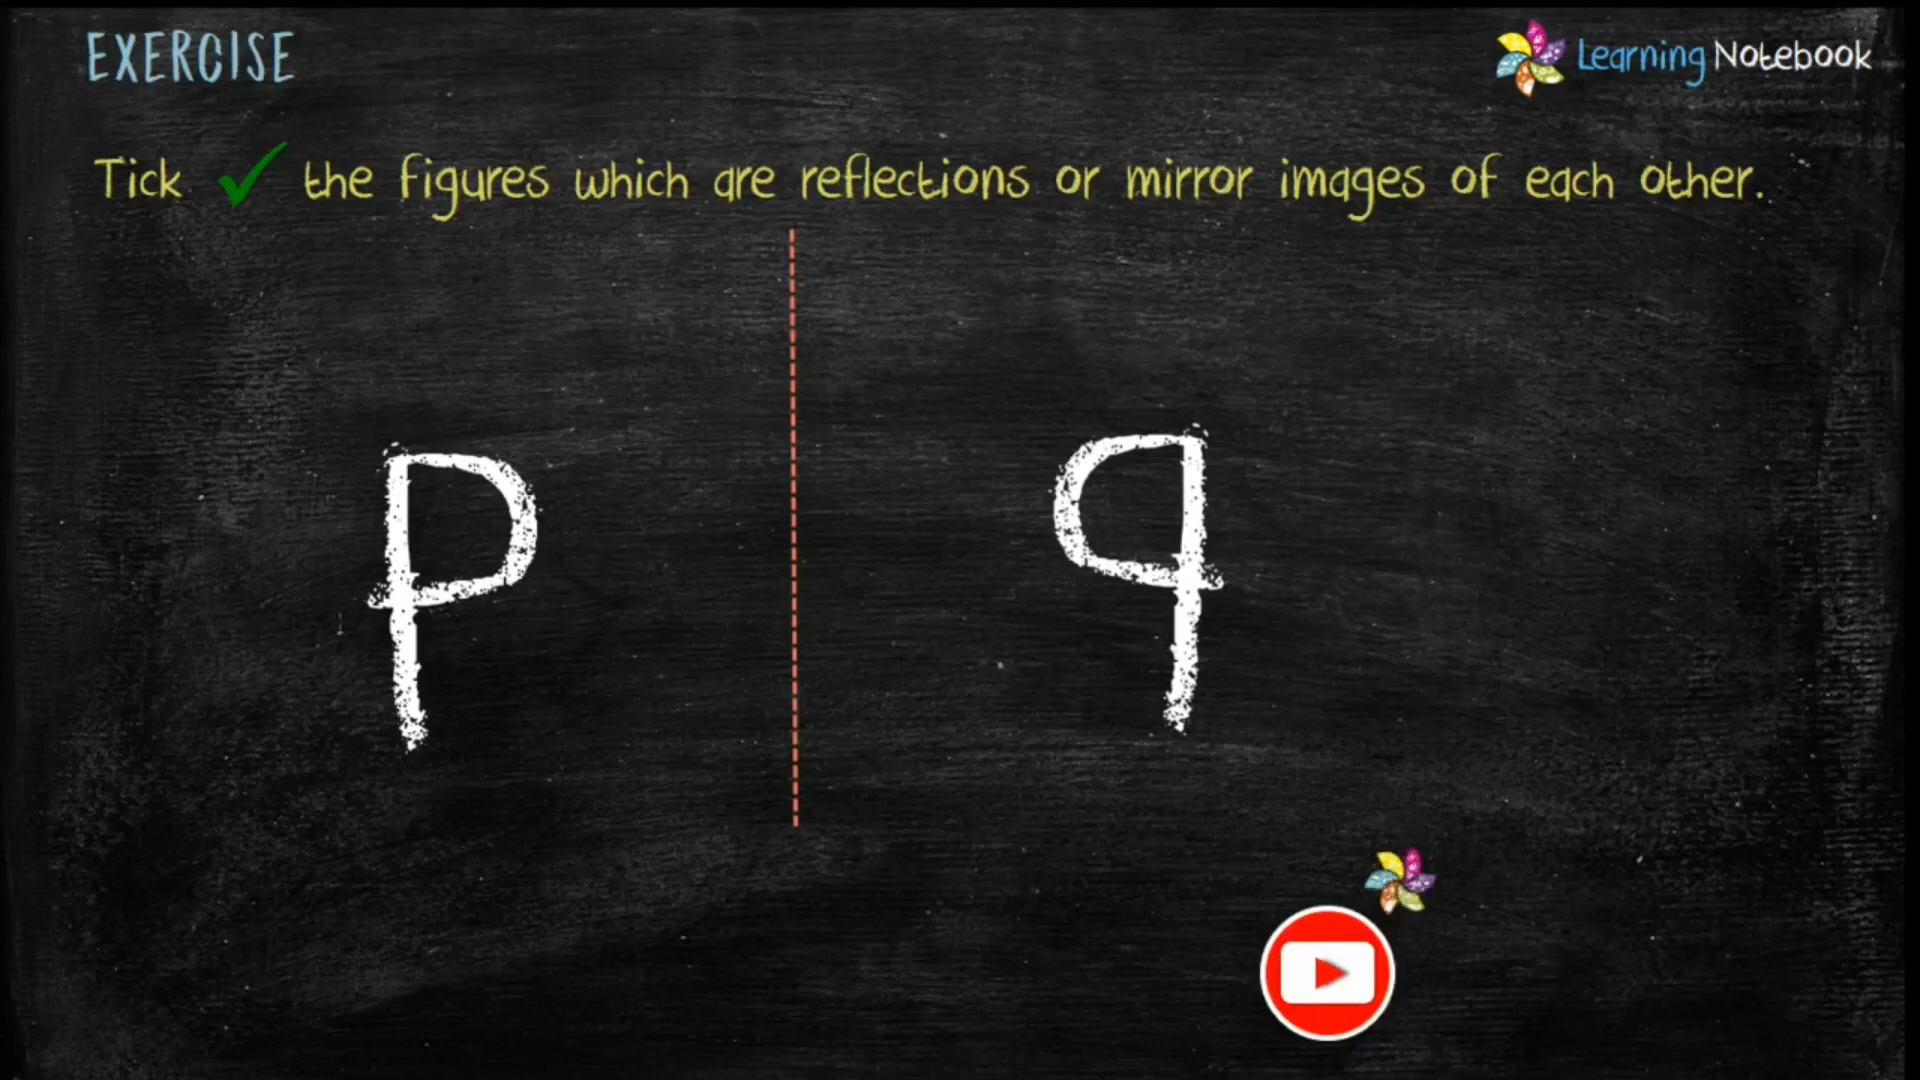 EXERCISE
Learning Notebook
Tick ✓ the figures which are reflections or mirror images of each other.
P q